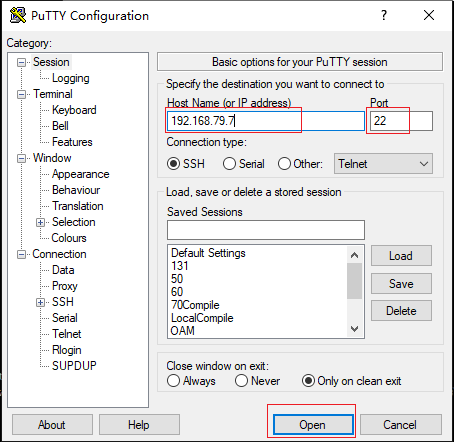 PuTTY Configuration
?
Category:
Session
Logging
Terminal
Keyboard
Bell
Features
Window
Appearance
Behaviour
Translation
Selection
Colours
Connection
Data
Proxy
SSH
Serial
Telnet
Rlogin
SUPDUP
Basic options for your PuTTY session
Specify the destination you want to connect to
Host Name (or IP address) Port
192.168.79.7 22
Connection type:
SSH Serial Other: Telnet
Load, save or delete a stored session
Saved Sessions
Default Settings
131
50
60
70Compile
LocalCompile
OAM
Load
Save
Delete
Close window on exit:
Always Never Only on clean exit
About Help Open Cancel